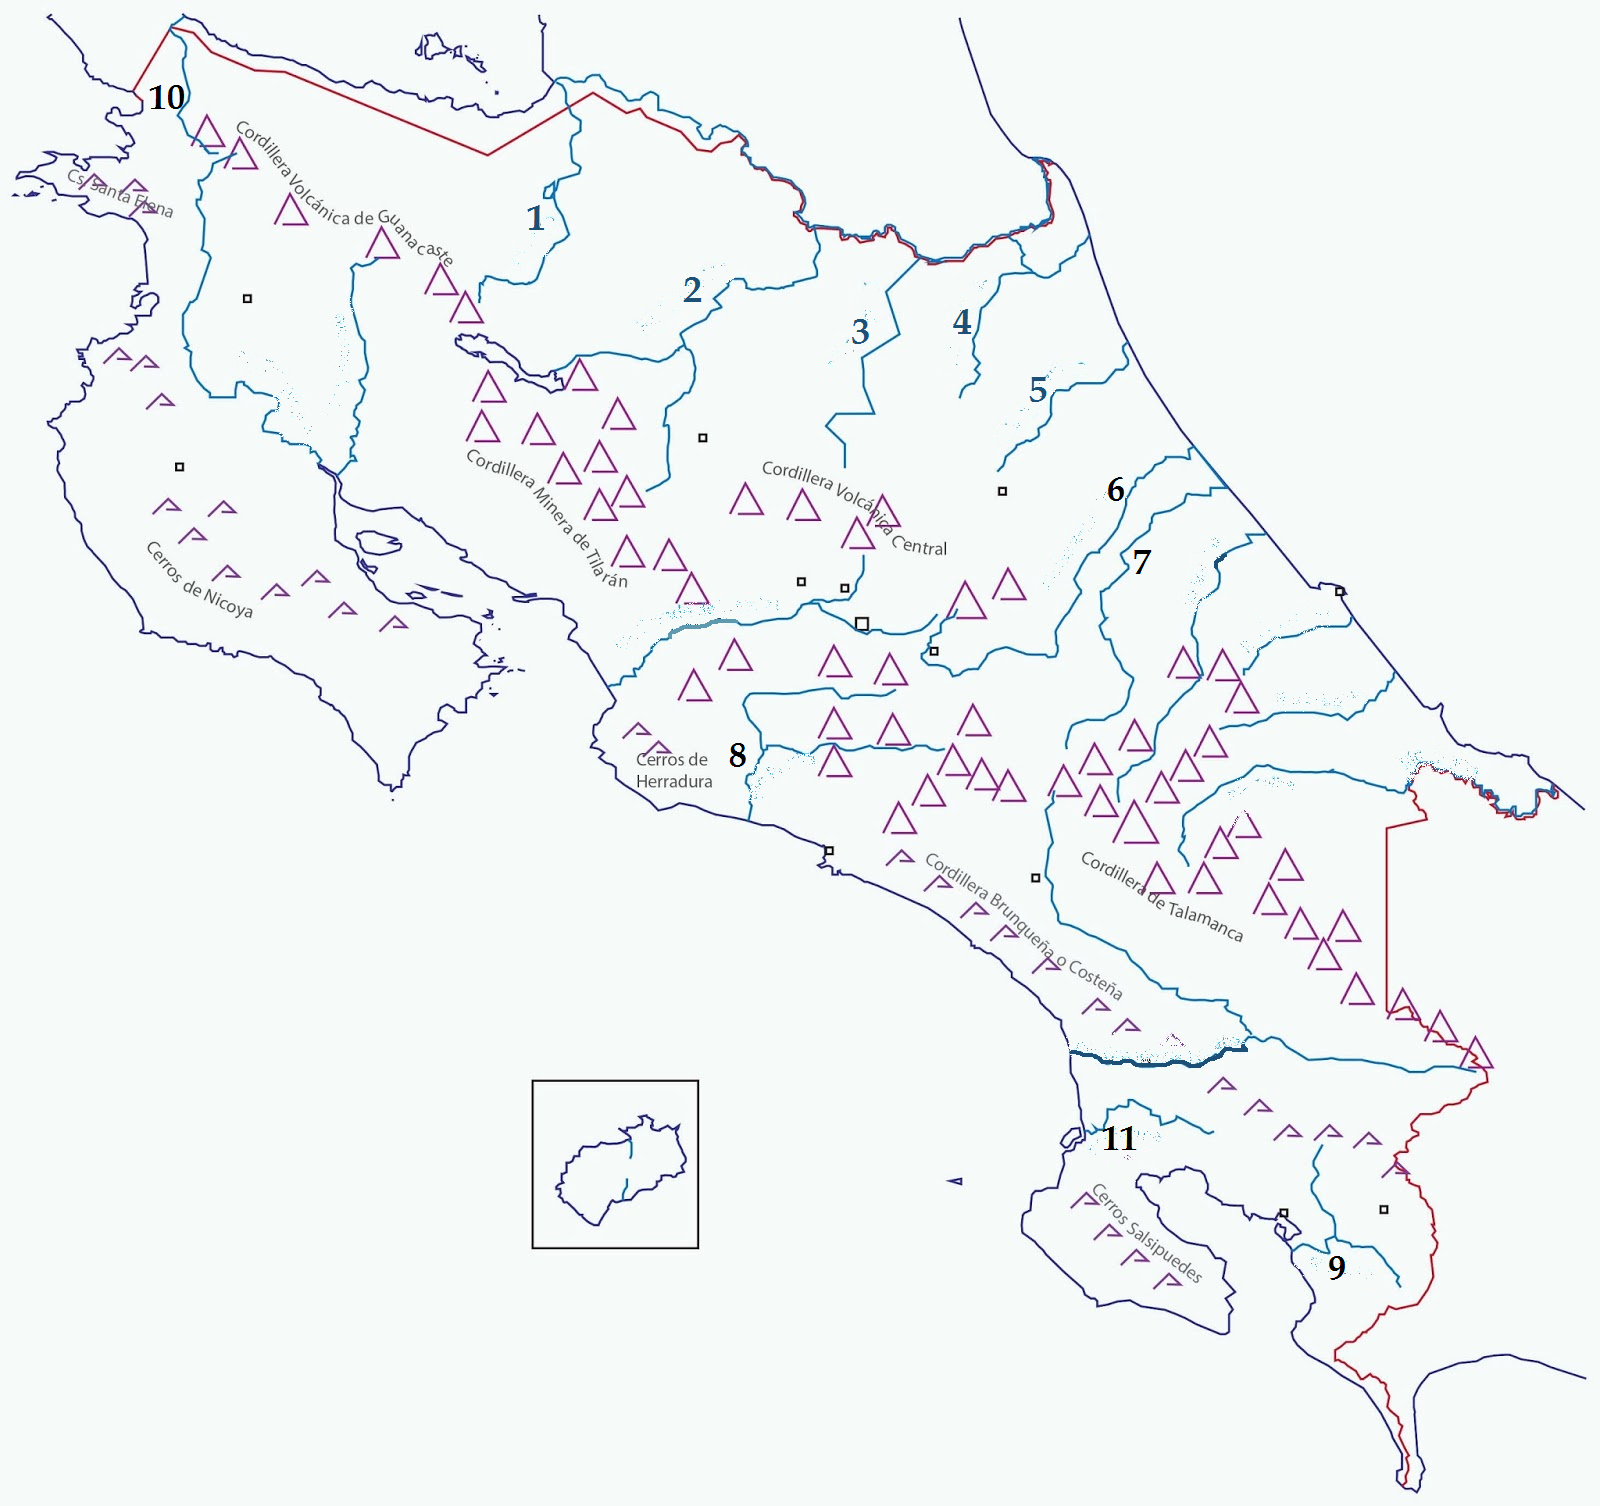 10
Cordillera Volcánica de Guanacaste
Cs. Santa Elena
1
2
3
4
5
Cordillera Minera de Tilarán
Cordillera Volcánica Central
6
7
Cerros de Nicoya
8
Cerros de
Herradura
Cordillera Brunqueña o Costeña
Cordillera de Talamanca
11
Cerros Salsipuedes
9